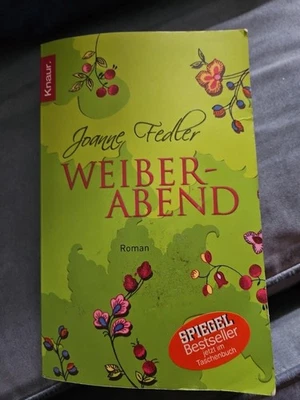 Knaur.
Joanne Fedler
WEIBER-
ABEND
Roman
SPIEGEL
Bestseller
jetzt im
Taschenbuch